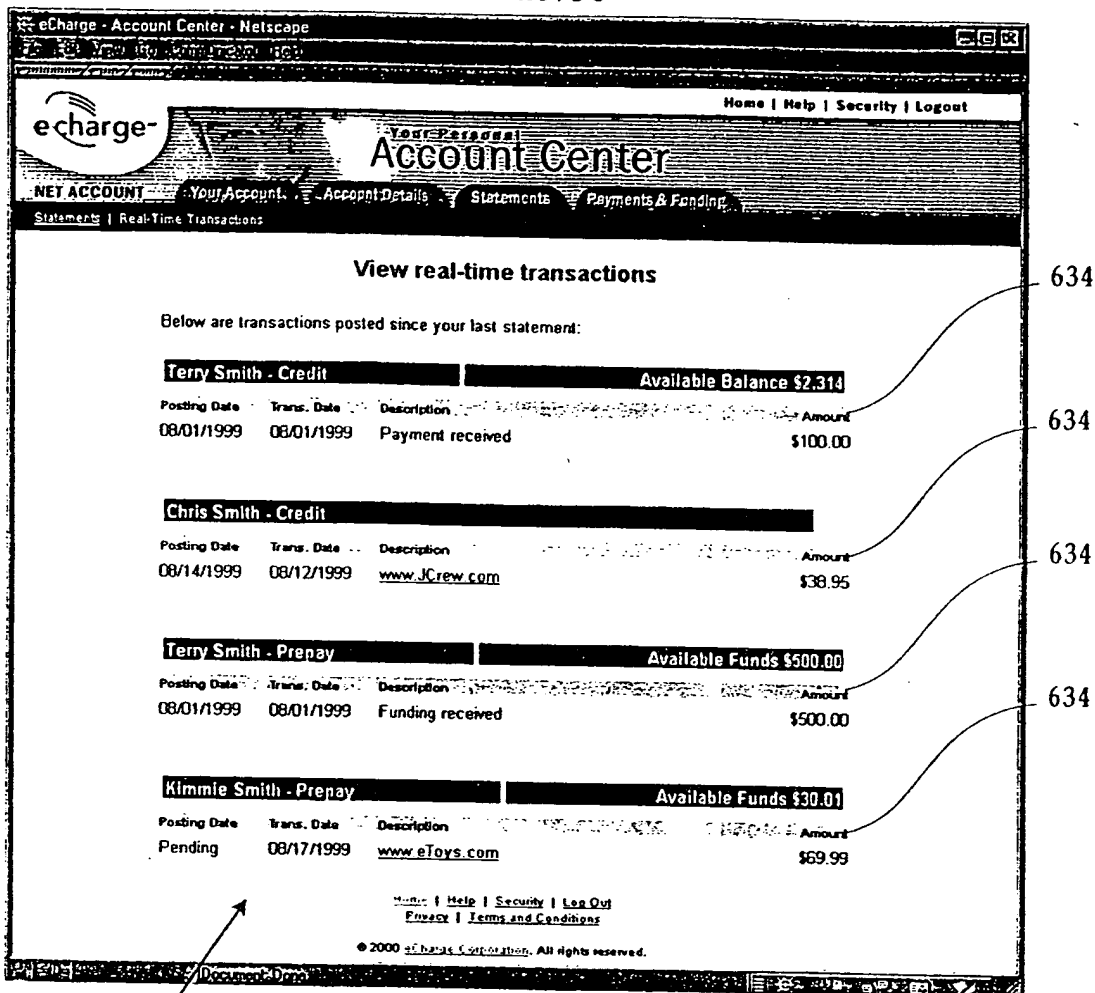 eCharge - Account Center - Netscape
Home | Help | Security | Logout
echarge-
Your Personal
Account Center
NET ACCOUNT Your Account Account Details Statements Payments & Funding
Statements | Real-Time Transactions
View real-time transactions
634
Below are transactions posted since your last statement:
Terry Smith - Credit Available Balance $2,314
Posting Date Trans. Date Description Amount
08/01/1999 08/01/1999 Payment received $100.00
634
Chris Smith - Credit
Posting Date Trans. Date Description Amount
08/14/1999 08/12/1999 www.JCrew.com $38.95
634
Terry Smith - Prepay Available Funds $500.00
Posting Date Trans. Date Description Amount
08/01/1999 08/01/1999 Funding received $500.00
634
Kimmie Smith - Prepay Available Funds $30.01
Posting Date Trans. Date Description Amount
Pending 08/17/1999 www.eToys.com $69.99
Home | Help | Security | Log Out
Privacy | Terms and Conditions
© 2000 eCharge Corporation. All rights reserved.
Document: Done